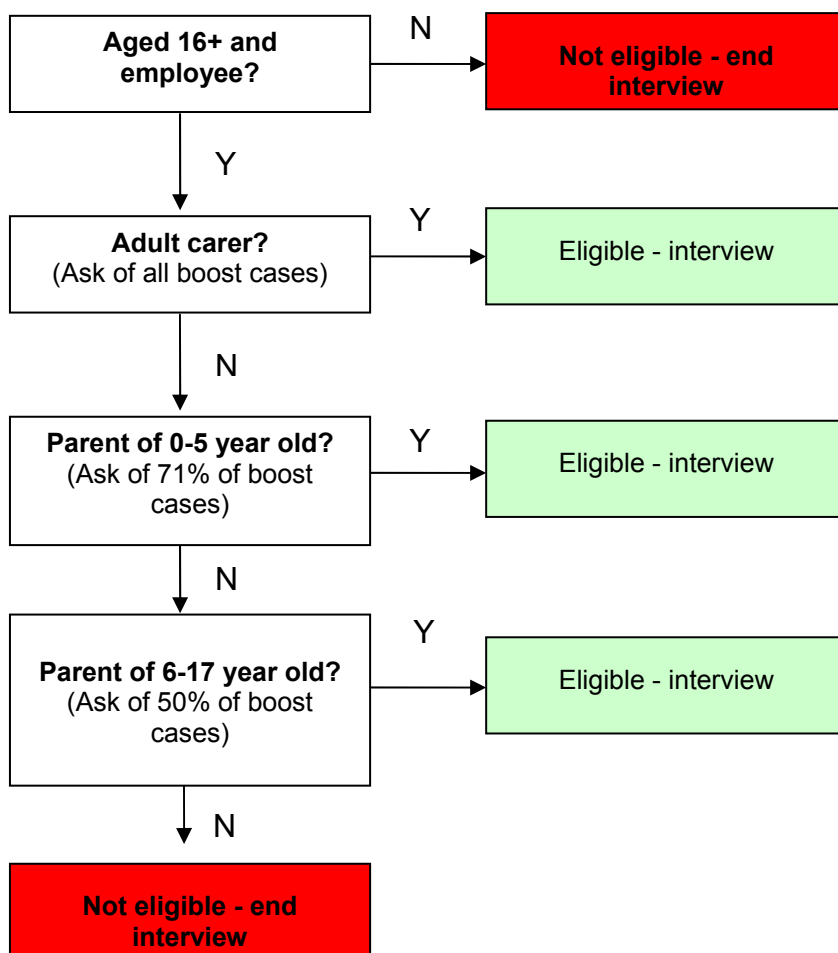 Aged 16+ and
employee?
N
Not eligible - end
interview
Y
Adult carer?
(Ask of all boost cases)
Y
Eligible - interview
N
Parent of 0-5 year old?
(Ask of 71% of boost
cases)
Y
Eligible - interview
N
Parent of 6-17 year old?
(Ask of 50% of boost
cases)
Y
Eligible - interview
N
Not eligible - end
interview